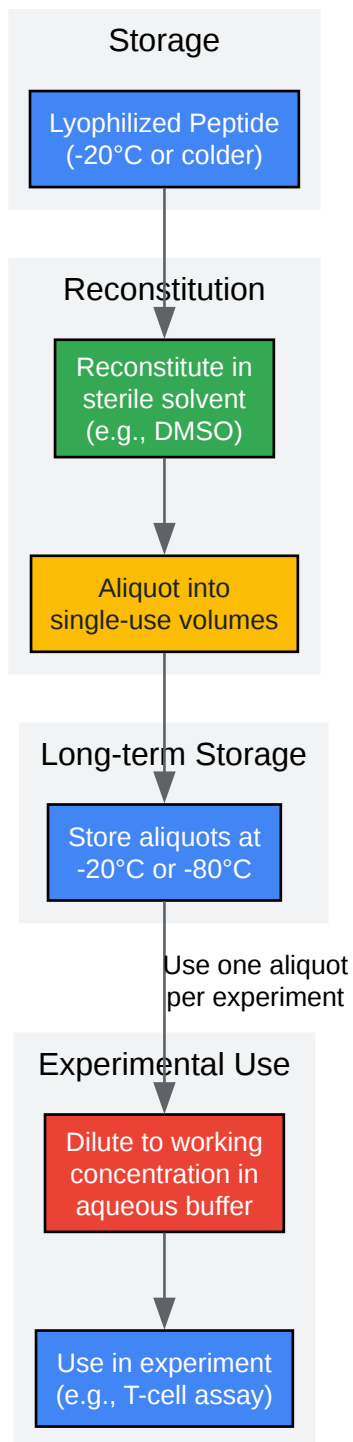 Storage
Lyophilized Peptide
(-20°C or colder)
Reconstitution
Reconstitute in
sterile solvent
(e.g., DMSO)
Aliquot into
single-use volumes
Long-term Storage
Store aliquots at
-20°C or -80°C
Use one aliquot
per experiment
Experimental Use
Dilute to working
concentration in
aqueous buffer
Use in experiment
(e.g., T-cell assay)